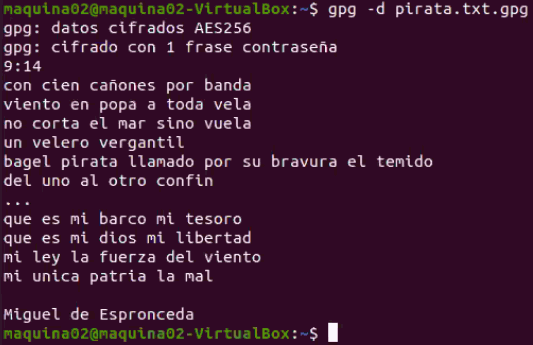 maquina02@maquina02-VirtualBox:~$ gpg -d pirata.txt.gpg
gpg: datos cifrados AES256
gpg: cifrado con 1 frase contraseña
9:14
con cien cañones por banda
viento en popa a toda vela
no corta el mar sino vuela
un velero vergantil
bagel pirata llamado por su bravura el temido
del uno al otro confin
...
que es mi barco mi tesoro
que es mi dios mi libertad
mi ley la fuerza del viento
mi unica patria la mal

Miguel de Espronceda
maquina02@maquina02-VirtualBox:~$